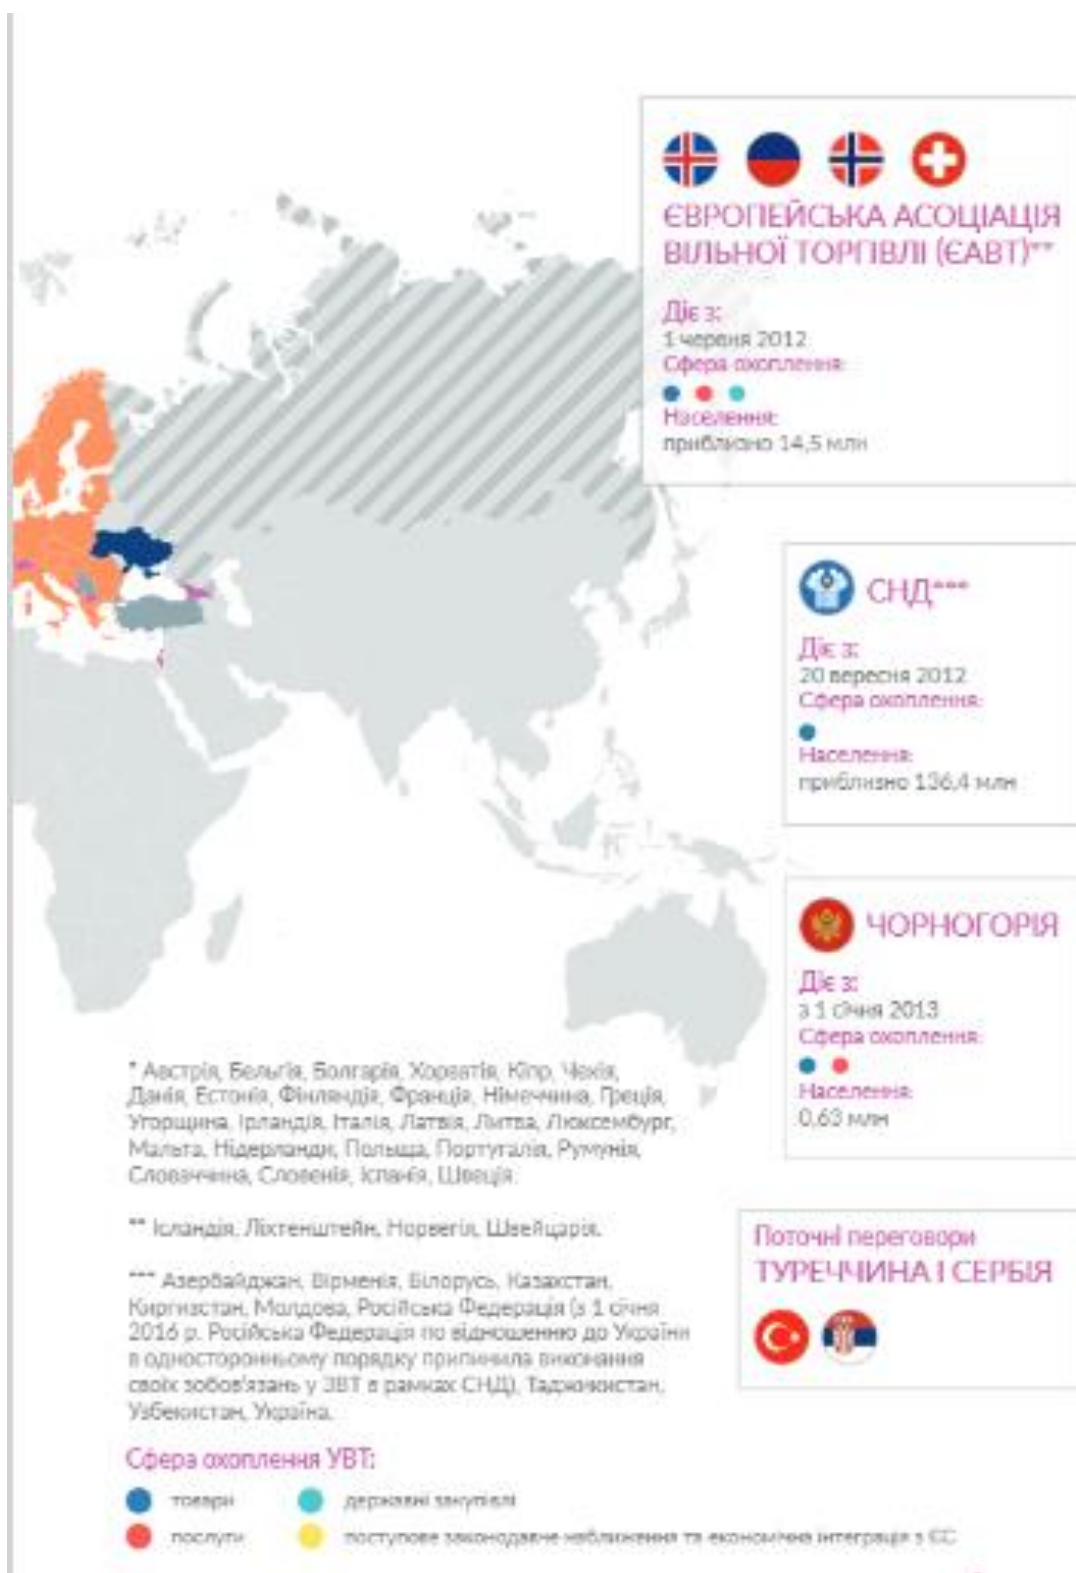 ЄВРОПЕЙСЬКА АСОЦІАЦІЯ
ВІЛЬНОЇ ТОРГІВЛІ (ЄАВТ)**
Діє з:
1 червня 2012
Сфера охоплення:
Населення:
приблизно 14,5 млн
СНД***
Діє з:
20 вересня 2012
Сфера охоплення:
Населення:
приблизно 136,4 млн
ЧОРНОГОРІЯ
Діє з:
з 1 січня 2013
Сфера охоплення:
Населення:
0,63 млн
* Австрія, Бельгія, Болгарія, Хорватія, Кіпр, Чехія,
Данія, Естонія, Фінляндія, Франція, Німеччина, Греція,
Угорщина, Ірландія, Італія, Латвія, Литва, Люксембург,
Мальта, Нідерланди, Польща, Португалія, Румунія,
Словаччина, Словенія, Іспанія, Швеція.
** Ісландія, Ліхтенштейн, Норвегія, Швейцарія.
*** Азербайджан, Вірменія, Білорусь, Казахстан,
Киргизстан, Молдова, Російська Федерація (з 1 січня
2016 р. Російська Федерація по відношенню до України
в односторонньому порядку припинила виконання
своїх зобов'язань у ЗВТ в рамках СНД), Таджикистан,
Узбекистан, Україна.
Поточні переговори
ТУРЕЧЧИНА І СЕРБІЯ
Сфера охоплення УВТ:
товари
державні закупівлі
послуги
поступове законодавче наближення та економічна інтеграція з ЄС